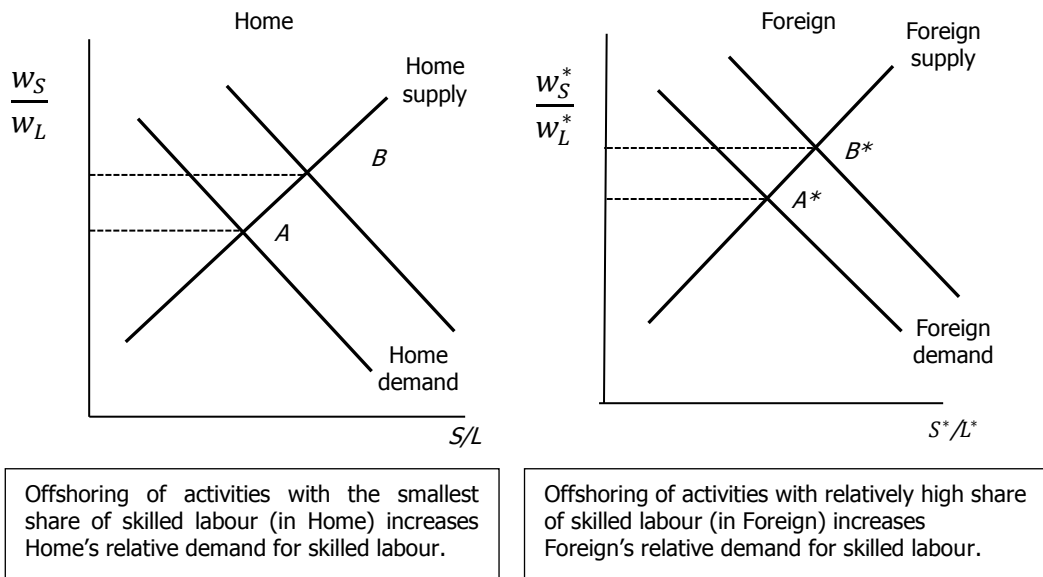 Home
w_S
w_L
Home
supply
B
A
Home
demand
S/L
Foreign
w_S^*
w_L^*
Foreign
supply
B*
A*
Foreign
demand
S^*/L^*
Offshoring of activities with the smallest
share of skilled labour (in Home) increases
Home's relative demand for skilled labour.
Offshoring of activities with relatively high share
of skilled labour (in Foreign) increases
Foreign's relative demand for skilled labour.